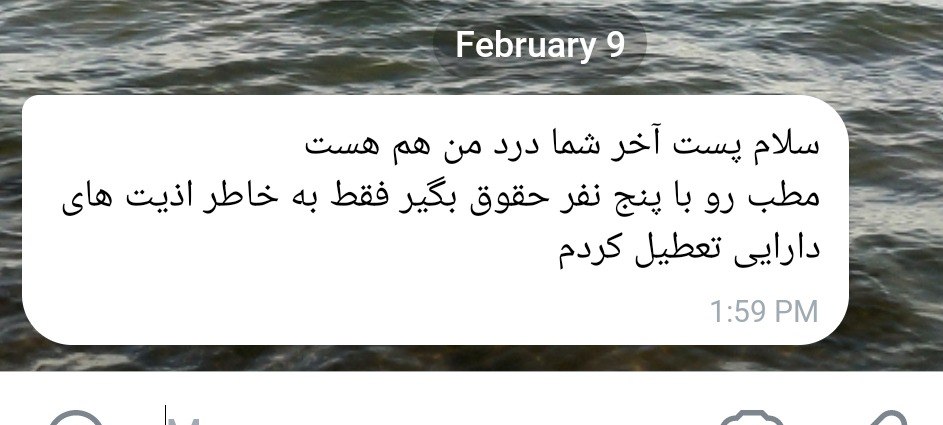 February 9
سلام پست آخر شما درد من هم هست
مطب رو با پنج نفر حقوق بگیر فقط به خاطر اذیت های
دارایی تعطیل کردم
1:59 PM